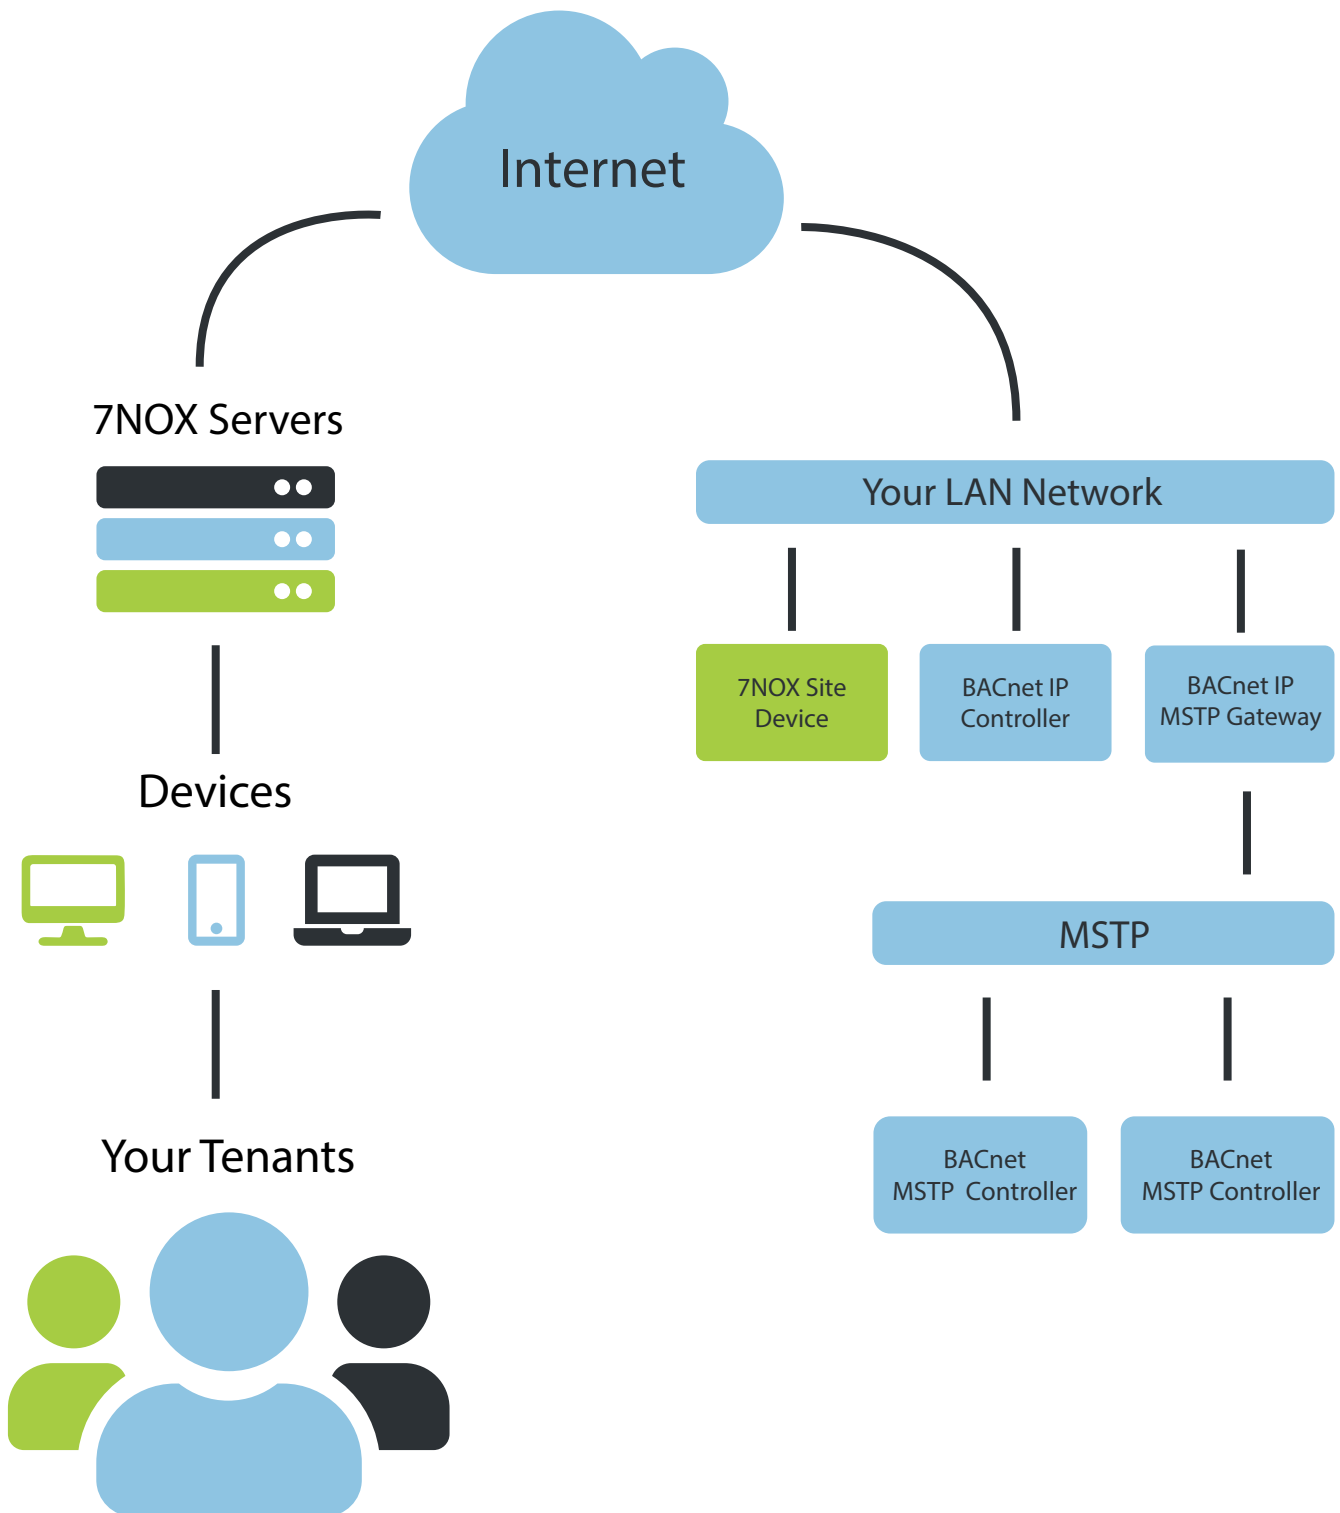 Internet
7NOX Servers
Your LAN Network
7NOX Site
Device
BACnet IP
Controller
BACnet IP
MSTP Gateway
Devices
MSTP
Your Tenants
BACnet
MSTP  Controller
BACnet
MSTP Controller